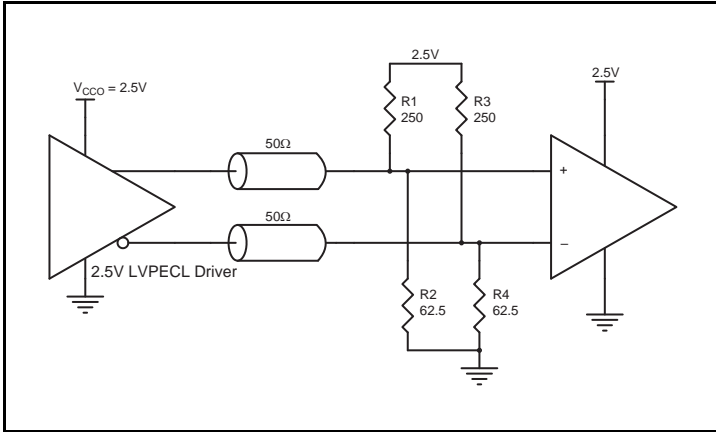 2.5V
V_CCO = 2.5V
2.5V
R1
250
R3
250
50Ω
+
50Ω
–
2.5V LVPECL Driver
R2
62.5
R4
62.5